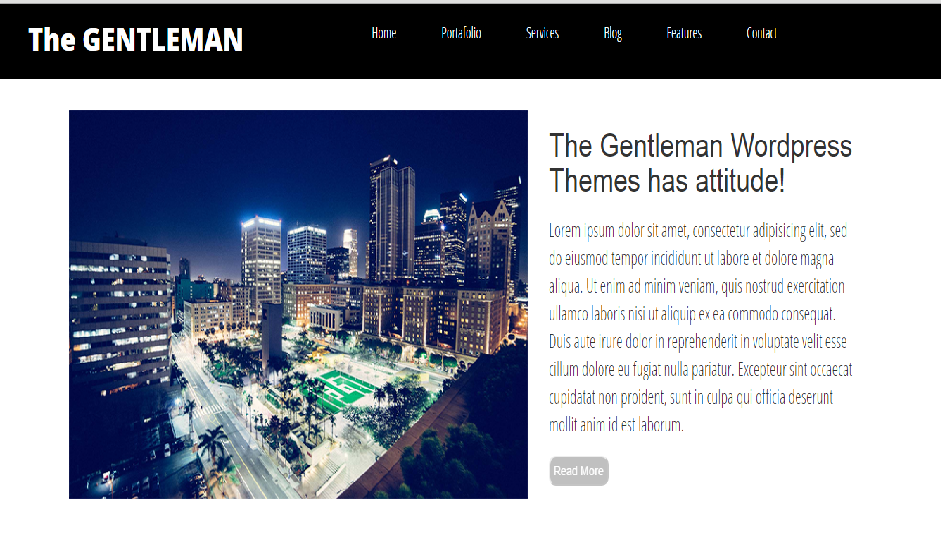 The GENTLEMAN
Home Portafolio Services Blog Features Contact
The Gentleman Wordpress
Themes has attitude!
Lorem ipsum dolor sit amet, consectetur adipisicing elit, sed
do eiusmod tempor incididunt ut labore et dolore magna
aliqua. Ut enim ad minim veniam, quis nostrud exercitation
ullamco laboris nisi ut aliquip ex ea commodo consequat.
Duis aute irure dolor in reprehenderit in voluptate velit esse
cillum dolore eu fugiat nulla pariatur. Excepteur sint occaecat
cupidatat non proident, sunt in culpa qui officia deserunt
mollit anim id est laborum.
Read More